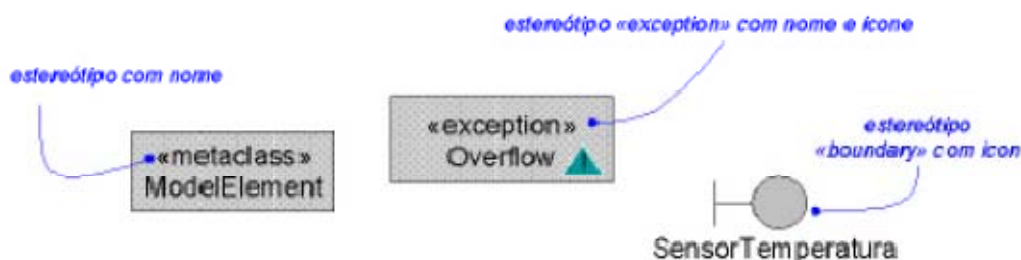 estereótipo «exception» com nome e ícone
estereótipo com nome
«exception»
Overflow
«metaclass»
ModelElement
estereótipo
«boundary» com icon
SensorTemperatura